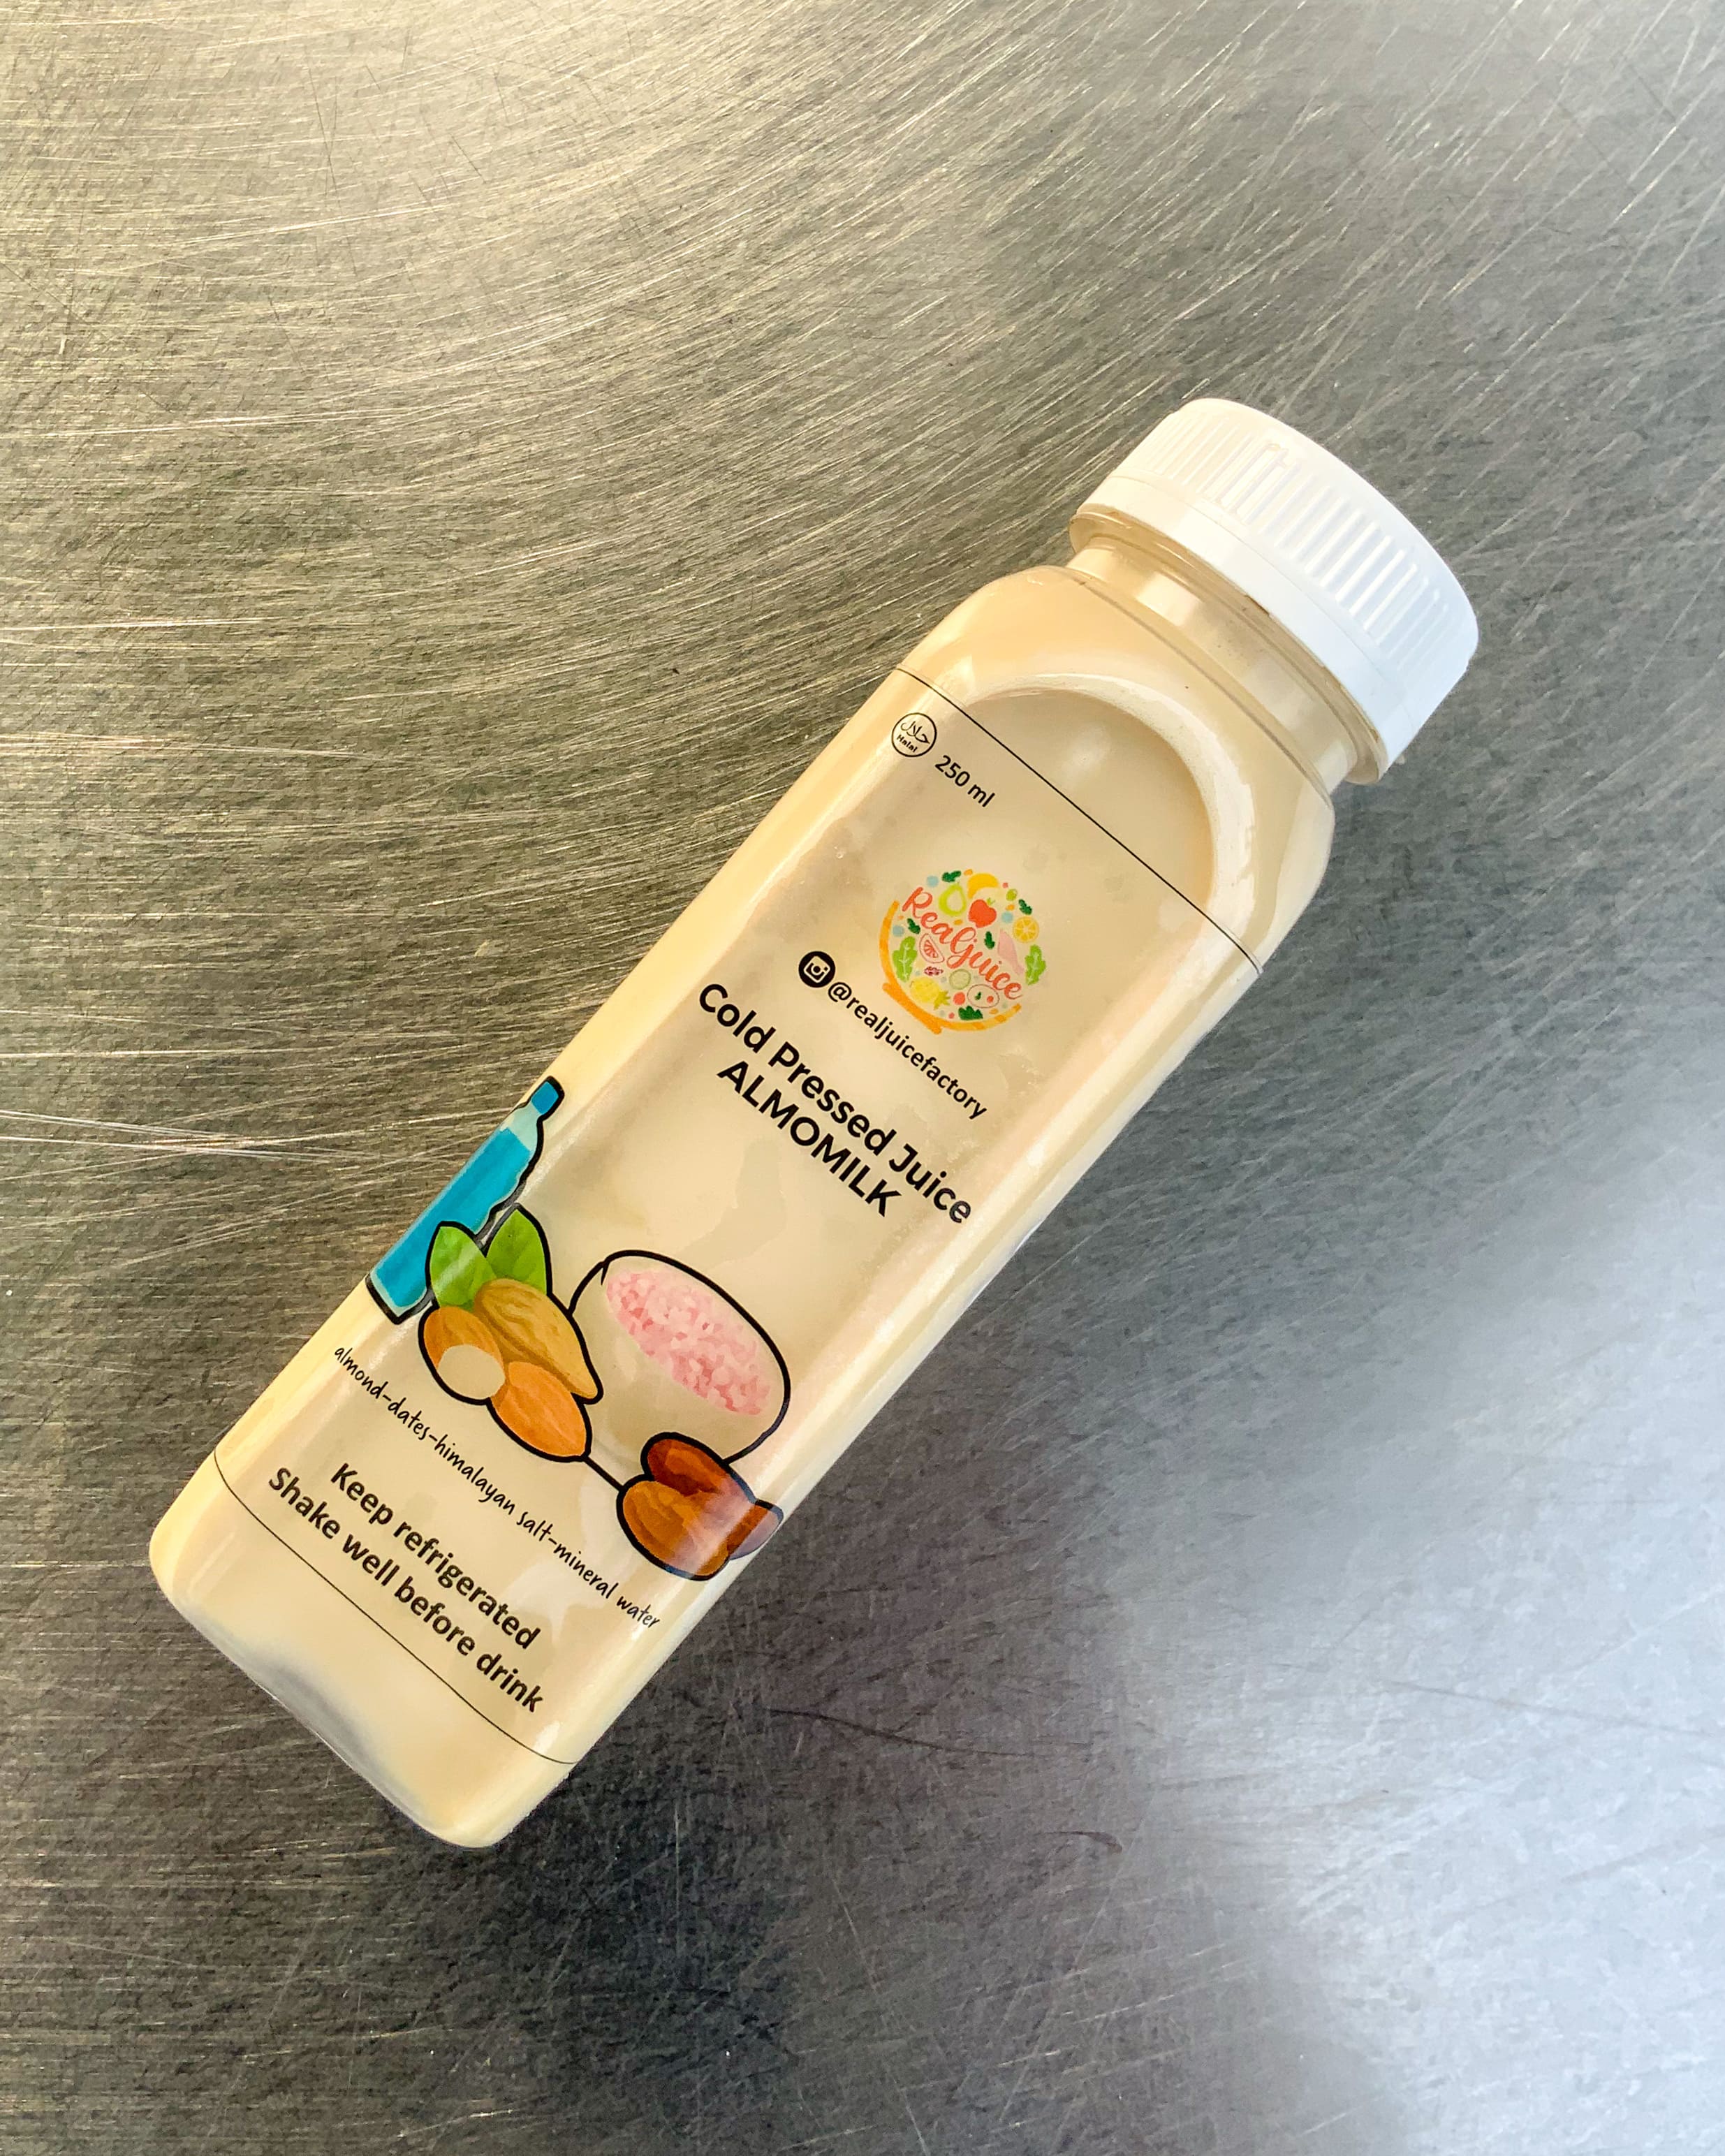 حلال
Halal
250 ml
Realjuice
@realjuicefactory
Cold Pressed Juice
ALMOMILK
almond-dates-himalayan salt-mineral water
Keep refrigerated
Shake well before drink